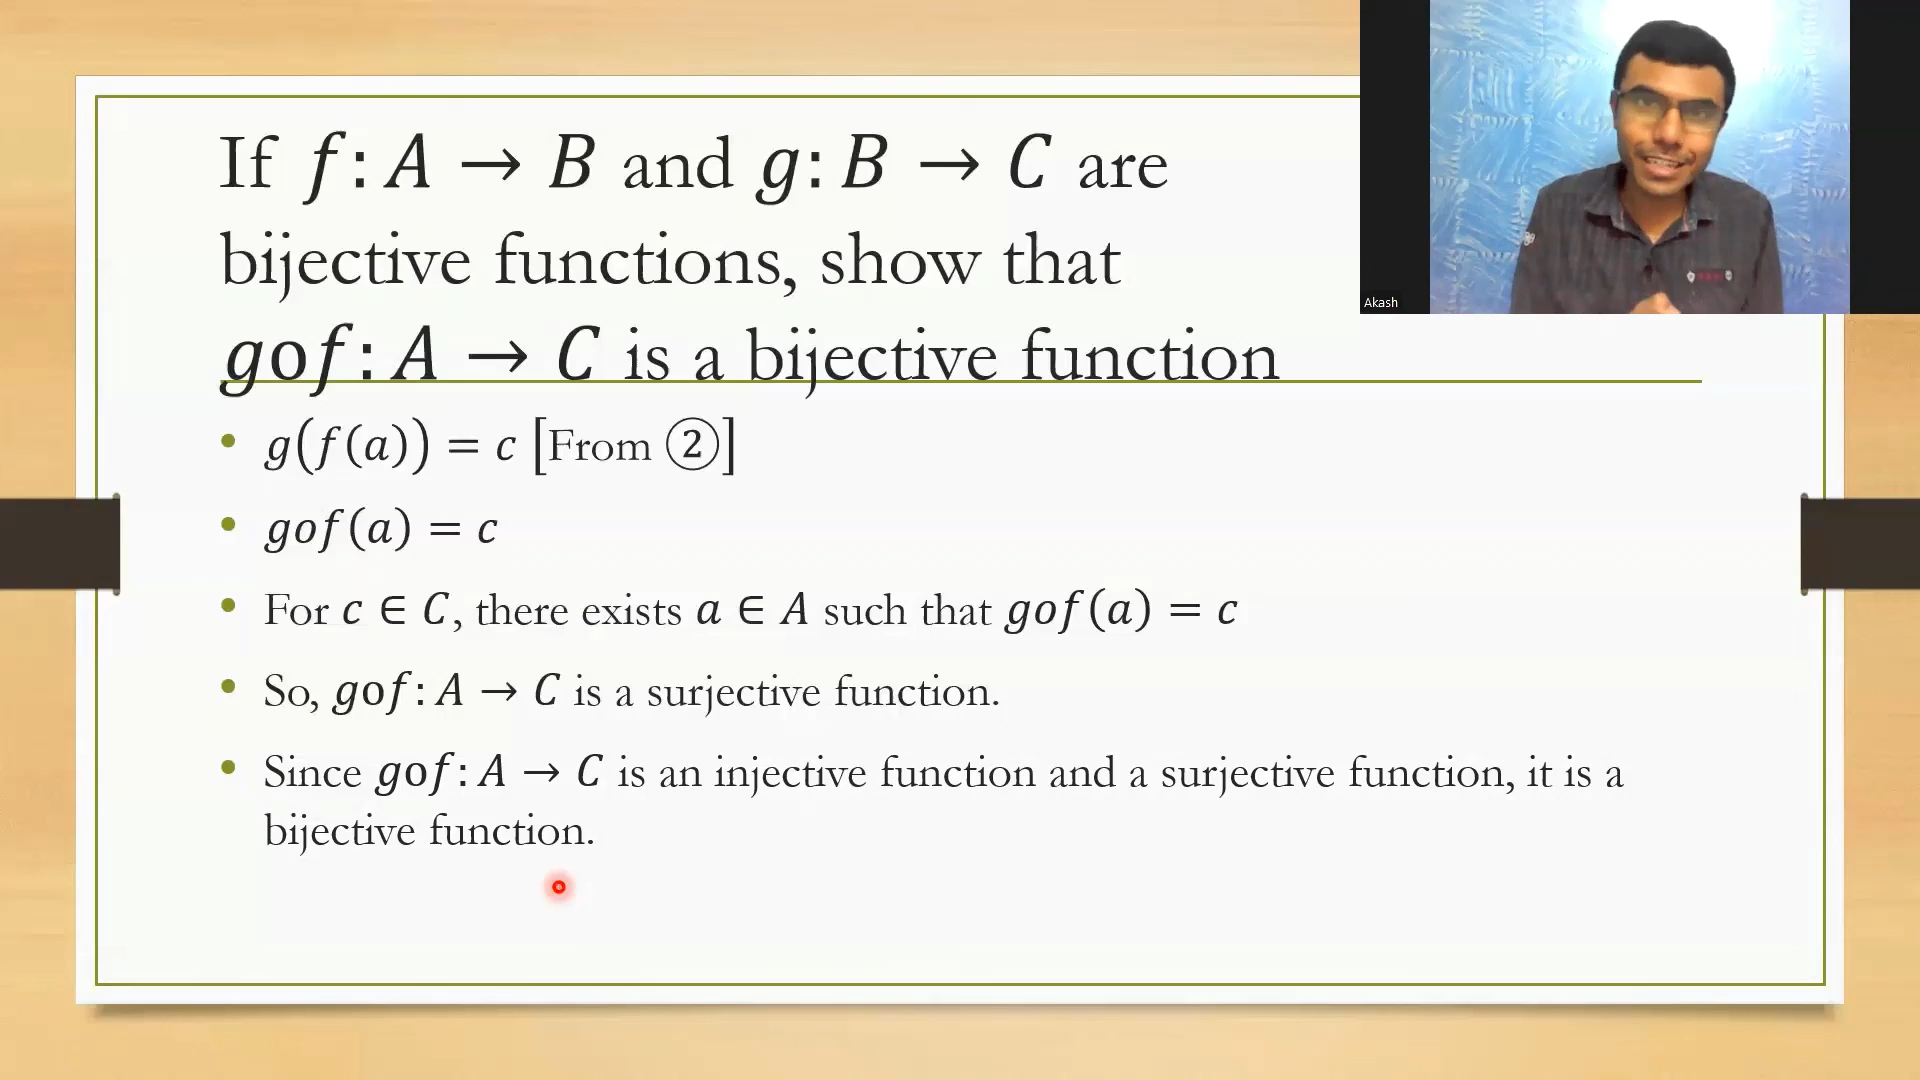 If 𝑓: 𝐴 → 𝐵 and 𝑔: 𝐵 → 𝐶 are
bijective functions, show that
𝑔o𝑓: 𝐴 → 𝐶 is a bijective function
Akash
• 𝑔(𝑓(𝑎)) = 𝑐 [From ②]
• 𝑔𝑜𝑓(𝑎) = 𝑐
• For 𝑐 ∈ 𝐶, there exists 𝑎 ∈ 𝐴 such that 𝑔𝑜𝑓(𝑎) = 𝑐
• So, 𝑔o𝑓: 𝐴 → 𝐶 is a surjective function.
• Since 𝑔o𝑓: 𝐴 → 𝐶 is an injective function and a surjective function, it is a
bijective function.